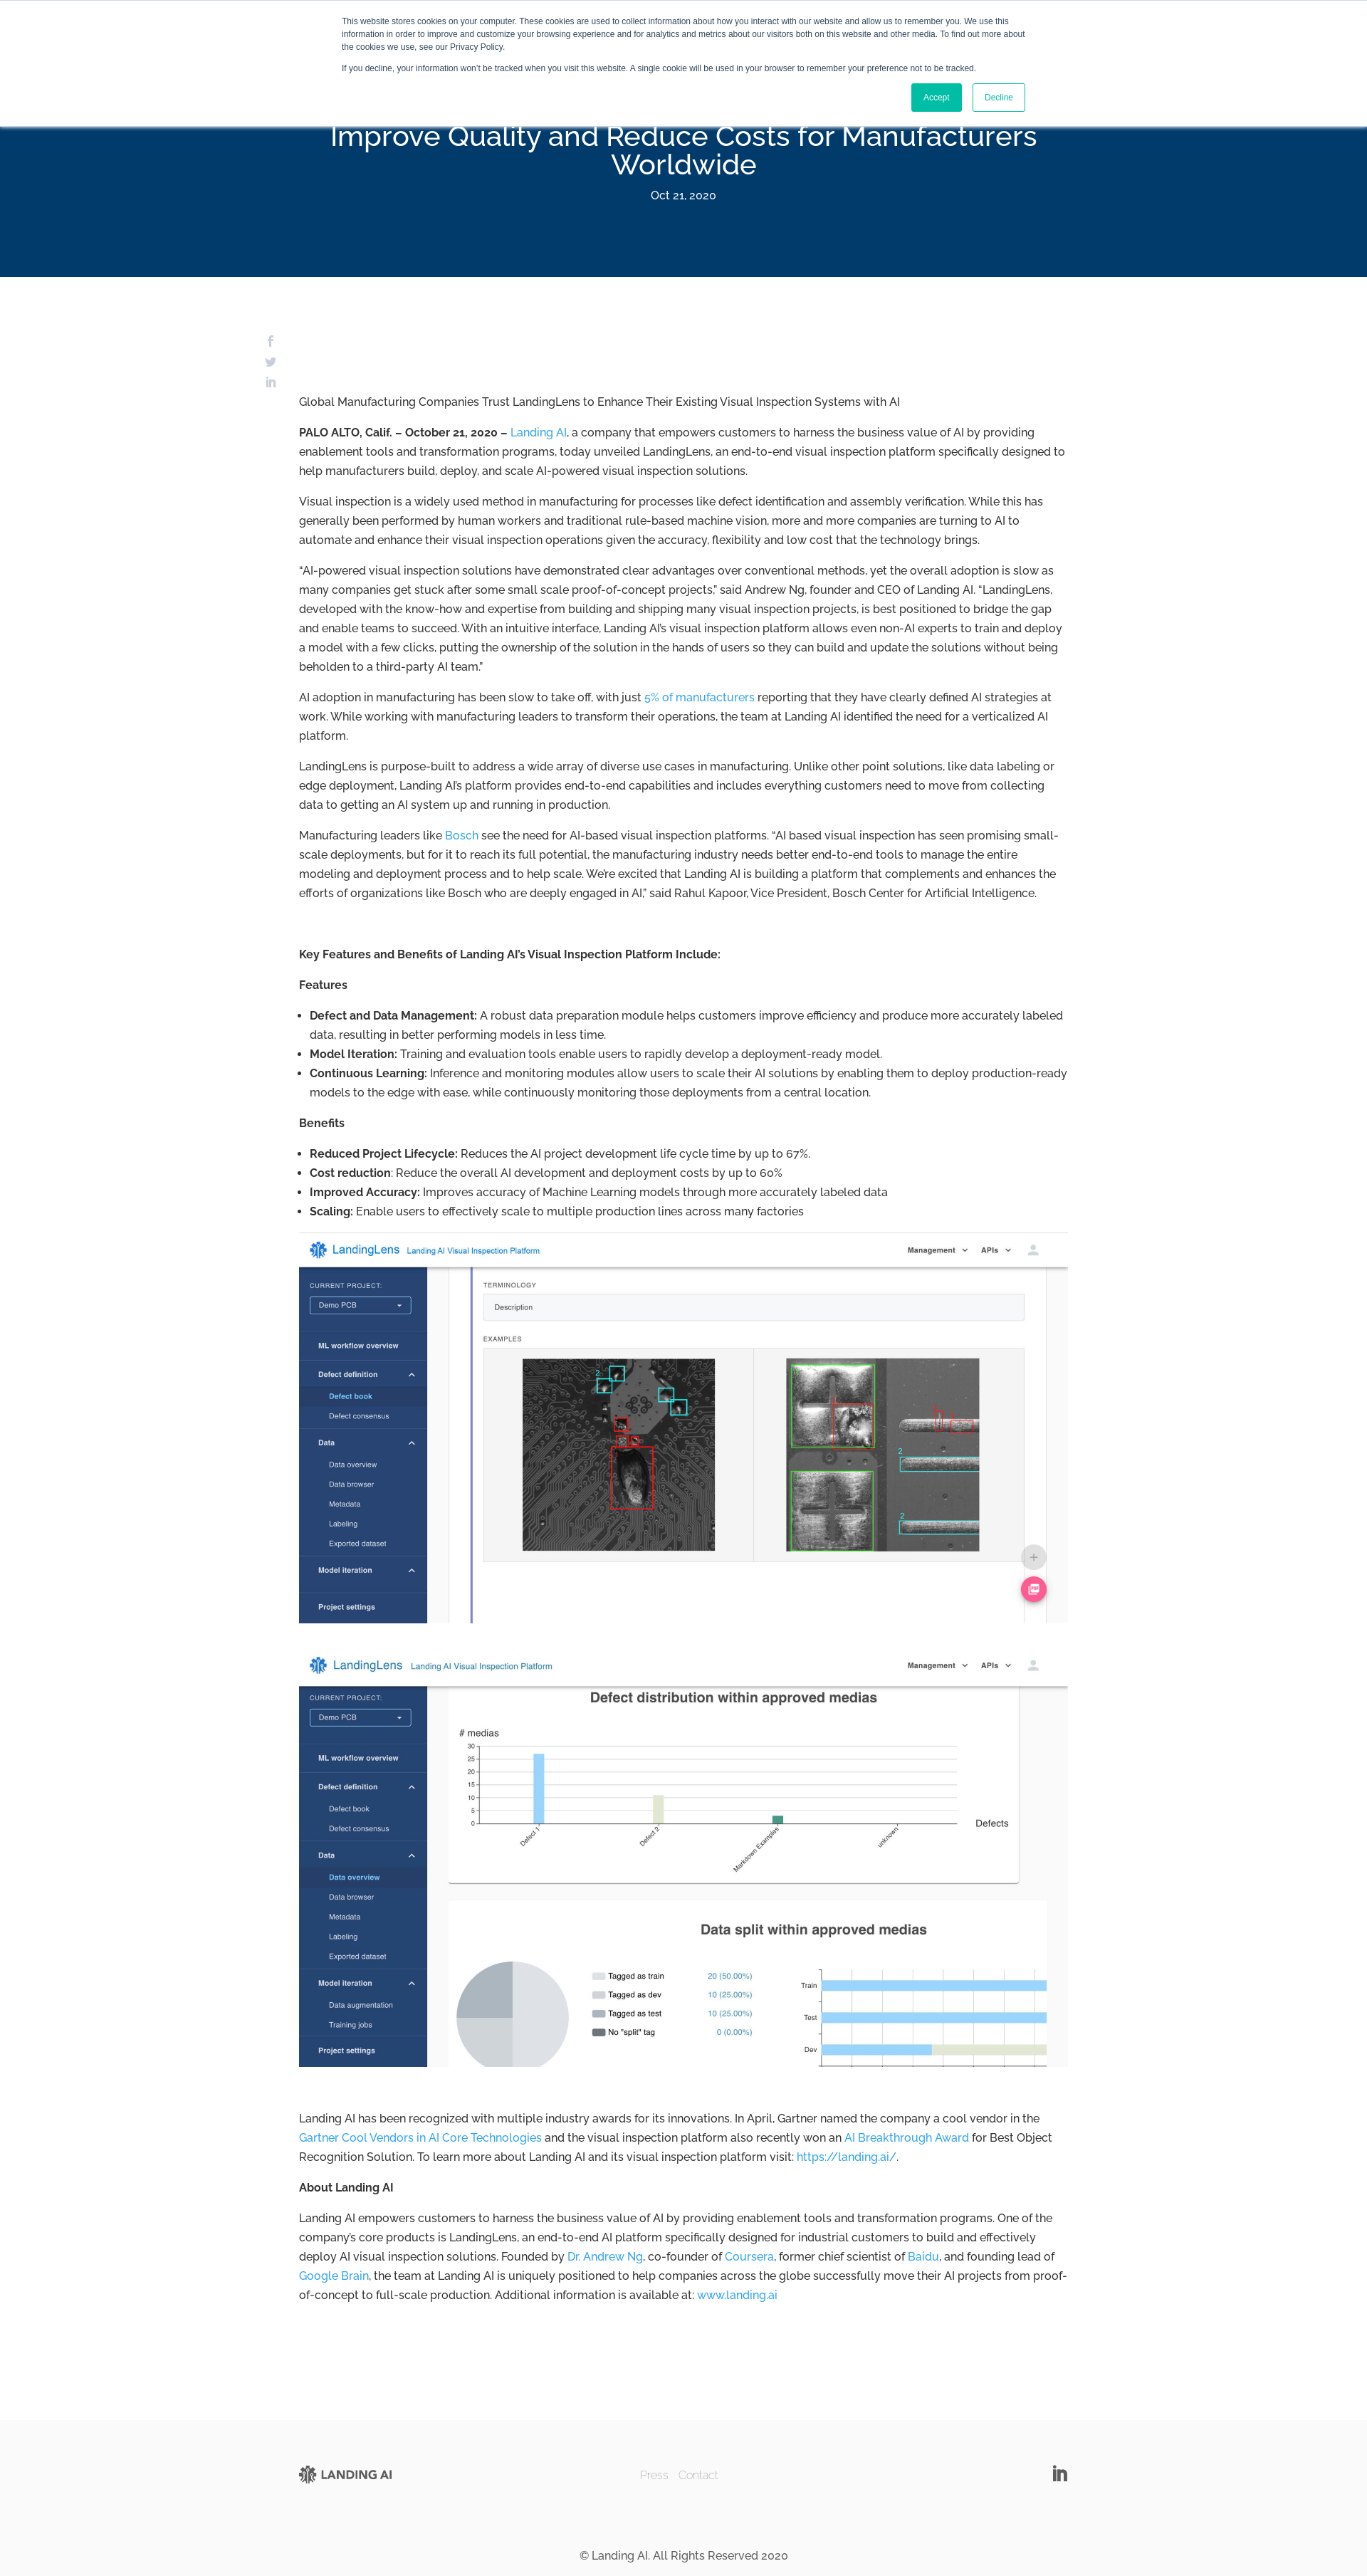 This website stores cookies on your computer. These cookies are used to collect information about how you interact with our website and allow us to remember you. We use this
information in order to improve and customize your browsing experience and for analytics and metrics about our visitors both on this website and other media. To find out more about
the cookies we use, see our Privacy Policy.
If you decline, your information won't be tracked when you visit this website. A single cookie will be used in your browser to remember your preference not to be tracked.
Accept Decline
Improve Quality and Reduce Costs for Manufacturers
Worldwide
Oct 21, 2020
Global Manufacturing Companies Trust LandingLens to Enhance Their Existing Visual Inspection Systems with AI
PALO ALTO, Calif. – October 21, 2020 – Landing AI, a company that empowers customers to harness the business value of AI by providing
enablement tools and transformation programs, today unveiled LandingLens, an end-to-end visual inspection platform specifically designed to
help manufacturers build, deploy, and scale AI-powered visual inspection solutions.
Visual inspection is a widely used method in manufacturing for processes like defect identification and assembly verification. While this has
generally been performed by human workers and traditional rule-based machine vision, more and more companies are turning to AI to
automate and enhance their visual inspection operations given the accuracy, flexibility and low cost that the technology brings.
“AI-powered visual inspection solutions have demonstrated clear advantages over conventional methods, yet the overall adoption is slow as
many companies get stuck after some small scale proof-of-concept projects,” said Andrew Ng, founder and CEO of Landing AI. “LandingLens,
developed with the know-how and expertise from building and shipping many visual inspection projects, is best positioned to bridge the gap
and enable teams to succeed. With an intuitive interface, Landing AI’s visual inspection platform allows even non-AI experts to train and deploy
a model with a few clicks, putting the ownership of the solution in the hands of users so they can build and update the solutions without being
beholden to a third-party AI team.”
AI adoption in manufacturing has been slow to take off, with just 5% of manufacturers reporting that they have clearly defined AI strategies at
work. While working with manufacturing leaders to transform their operations, the team at Landing AI identified the need for a verticalized AI
platform.
LandingLens is purpose-built to address a wide array of diverse use cases in manufacturing. Unlike other point solutions, like data labeling or
edge deployment, Landing AI’s platform provides end-to-end capabilities and includes everything customers need to move from collecting
data to getting an AI system up and running in production.
Manufacturing leaders like Bosch see the need for AI-based visual inspection platforms. “AI based visual inspection has seen promising small-
scale deployments, but for it to reach its full potential, the manufacturing industry needs better end-to-end tools to manage the entire
modeling and deployment process and to help scale. We’re excited that Landing AI is building a platform that complements and enhances the
efforts of organizations like Bosch who are deeply engaged in AI,” said Rahul Kapoor, Vice President, Bosch Center for Artificial Intelligence.
Key Features and Benefits of Landing AI’s Visual Inspection Platform Include:
Features
• Defect and Data Management: A robust data preparation module helps customers improve efficiency and produce more accurately labeled
data, resulting in better performing models in less time.
• Model Iteration: Training and evaluation tools enable users to rapidly develop a deployment-ready model.
• Continuous Learning: Inference and monitoring modules allow users to scale their AI solutions by enabling them to deploy production-ready
models to the edge with ease, while continuously monitoring those deployments from a central location.
Benefits
• Reduced Project Lifecycle: Reduces the AI project development life cycle time by up to 67%.
• Cost reduction: Reduce the overall AI development and deployment costs by up to 60%
• Improved Accuracy: Improves accuracy of Machine Learning models through more accurately labeled data
• Scaling: Enable users to effectively scale to multiple production lines across many factories
LandingLens Landing AI Visual Inspection Platform Management APIs
CURRENT PROJECT:
Demo PCB
ML workflow overview
Defect definition
Defect book
Defect consensus
Data
Data overview
Data browser
Metadata
Labeling
Exported dataset
Model iteration
Project settings
TERMINOLOGY
Description
EXAMPLES
2
2
2
LandingLens Landing AI Visual Inspection Platform Management APIs
CURRENT PROJECT:
Demo PCB
ML workflow overview
Defect definition
Defect book
Defect consensus
Data
Data overview
Data browser
Metadata
Labeling
Exported dataset
Model iteration
Data augmentation
Training jobs
Project settings
Defect distribution within approved medias
# medias
30
25
20
15
10
5
0
Defect 1 Defect 2 Markdown Examples unknown
Defects
Data split within approved medias
Tagged as train 20 (50.00%)
Tagged as dev 10 (25.00%)
Tagged as test 10 (25.00%)
No "split" tag 0 (0.00%)
Train
Test
Dev
Landing AI has been recognized with multiple industry awards for its innovations. In April, Gartner named the company a cool vendor in the
Gartner Cool Vendors in AI Core Technologies and the visual inspection platform also recently won an AI Breakthrough Award for Best Object
Recognition Solution. To learn more about Landing AI and its visual inspection platform visit: https://landing.ai/.
About Landing AI
Landing AI empowers customers to harness the business value of AI by providing enablement tools and transformation programs. One of the
company’s core products is LandingLens, an end-to-end AI platform specifically designed for industrial customers to build and effectively
deploy AI visual inspection solutions. Founded by Dr. Andrew Ng, co-founder of Coursera, former chief scientist of Baidu, and founding lead of
Google Brain, the team at Landing AI is uniquely positioned to help companies across the globe successfully move their AI projects from proof-
of-concept to full-scale production. Additional information is available at: www.landing.ai
LANDING AI
Press Contact
© Landing AI. All Rights Reserved 2020